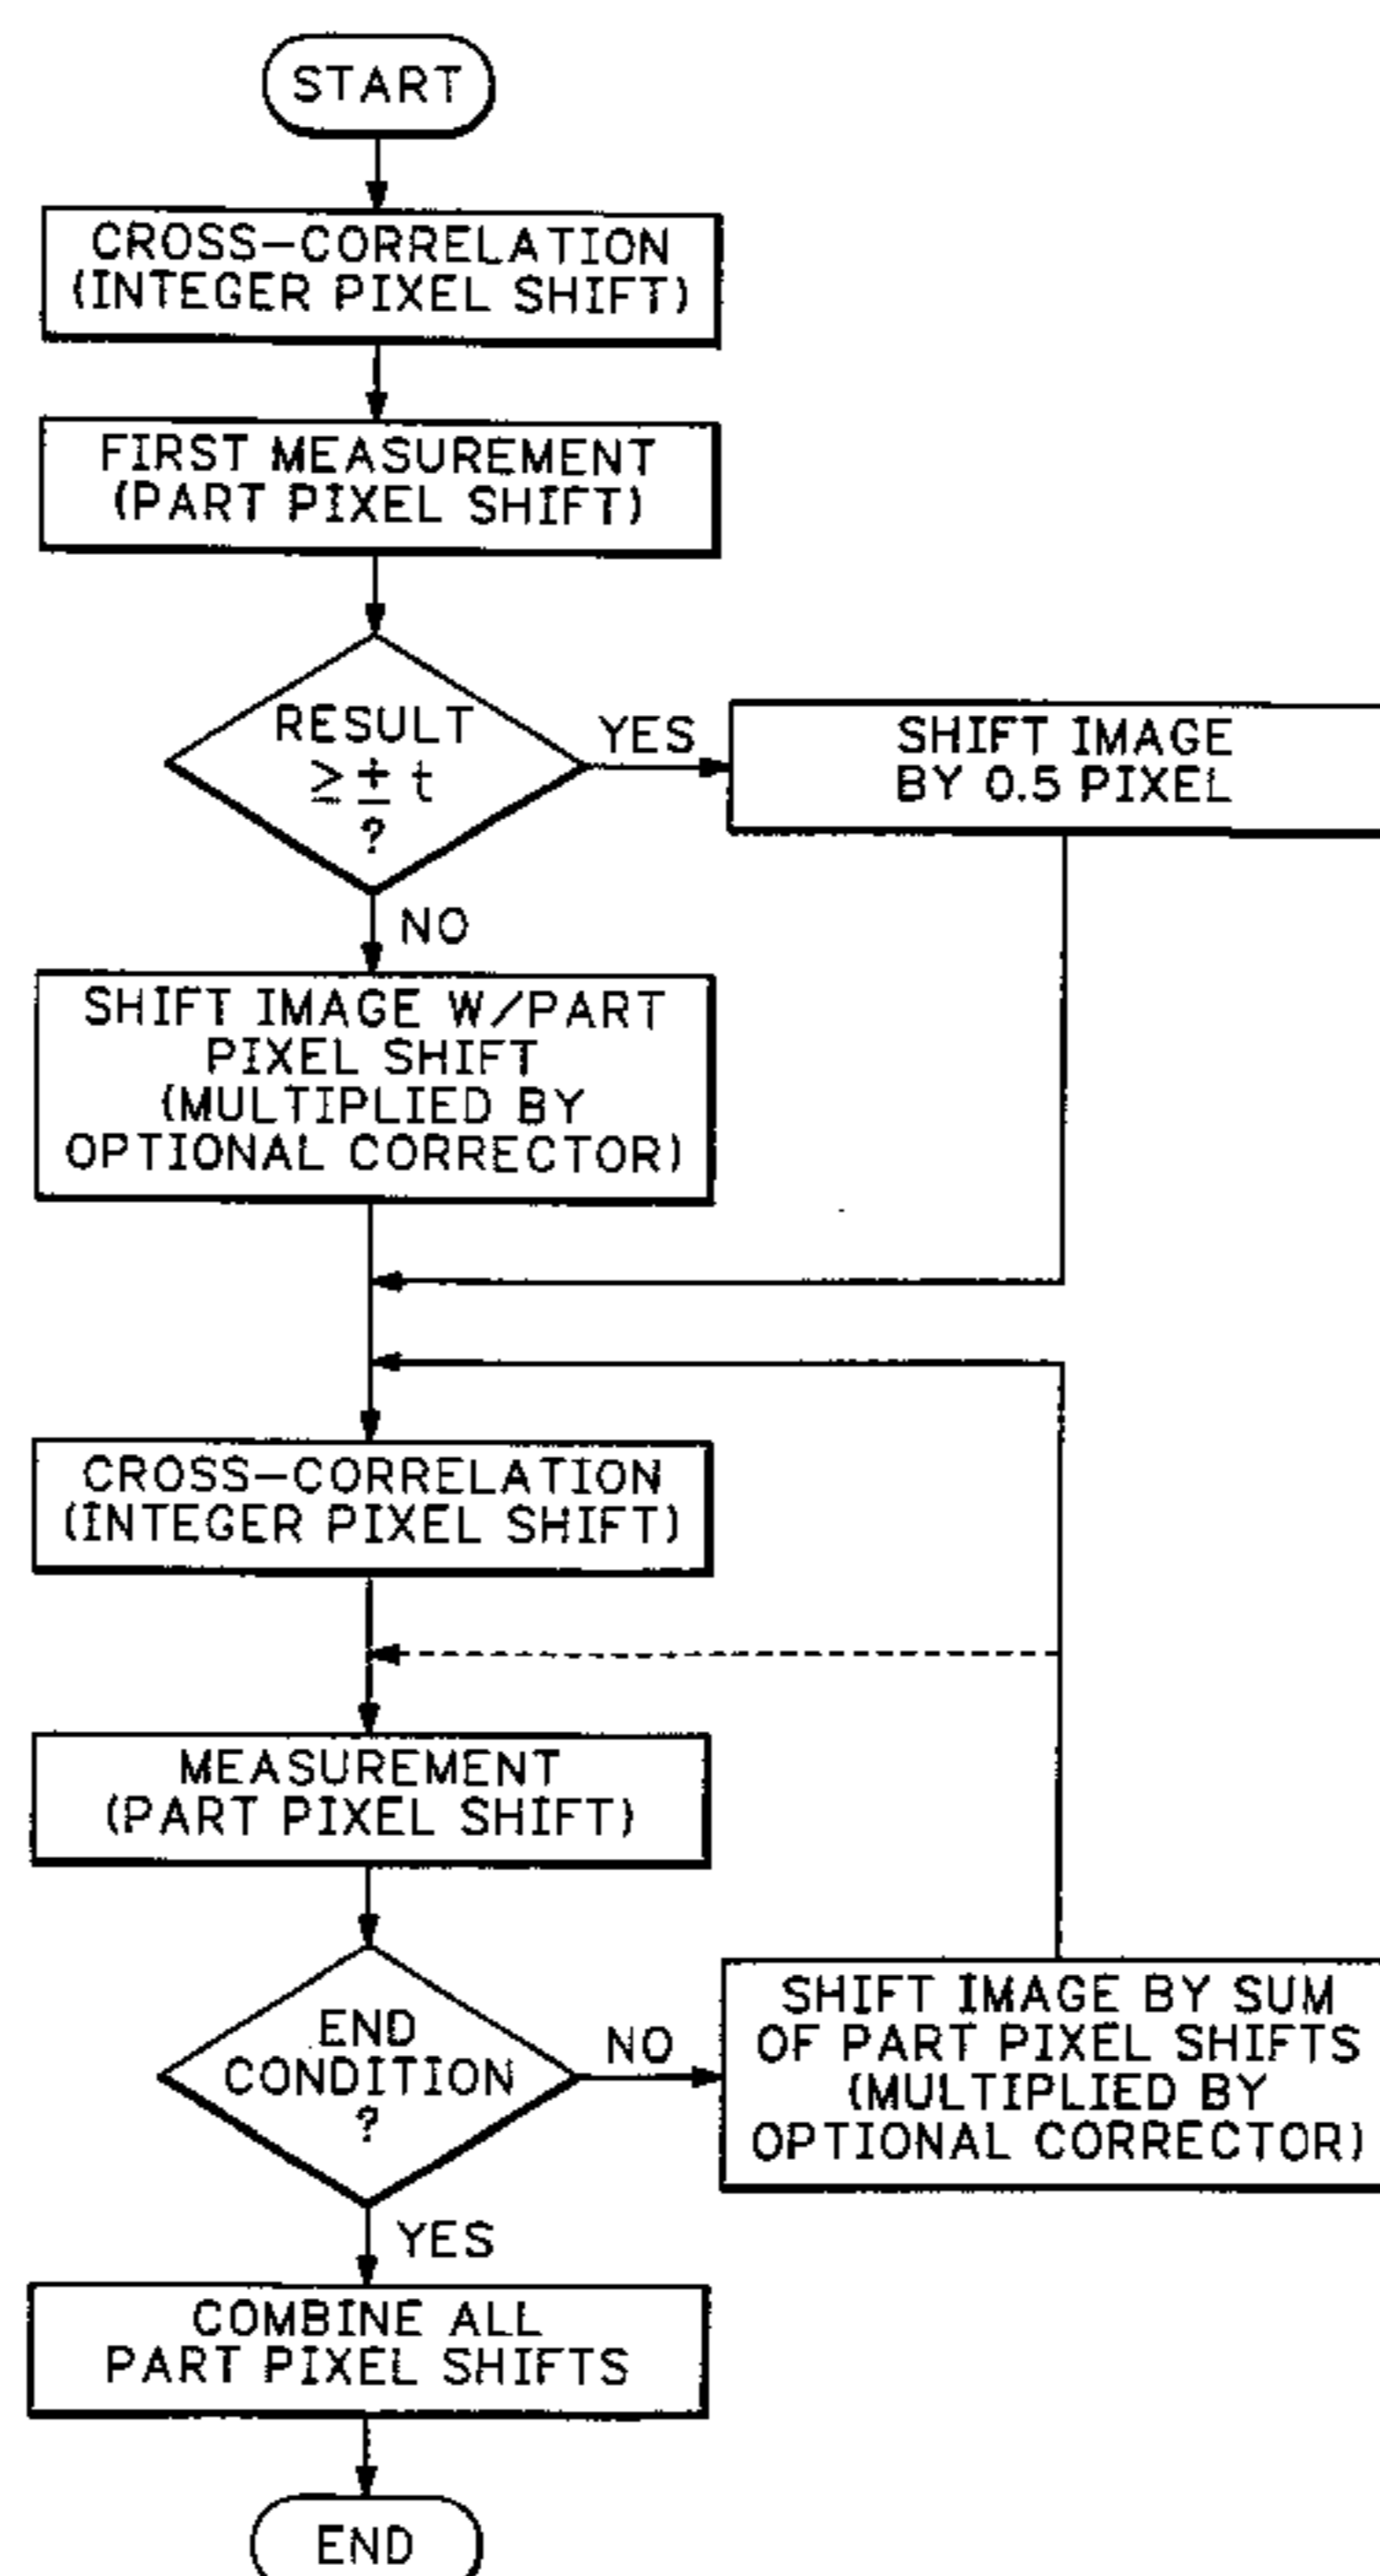 START
CROSS-CORRELATION
(INTEGER PIXEL SHIFT)
FIRST MEASUREMENT
(PART PIXEL SHIFT)
RESULT
≥ ± t
?
YES
SHIFT IMAGE
BY 0.5 PIXEL
NO
SHIFT IMAGE W/PART
PIXEL SHIFT
(MULTIPLIED BY
OPTIONAL CORRECTOR)
CROSS-CORRELATION
(INTEGER PIXEL SHIFT)
MEASUREMENT
(PART PIXEL SHIFT)
END
CONDITION
?
NO
SHIFT IMAGE BY SUM
OF PART PIXEL SHIFTS
(MULTIPLIED BY
OPTIONAL CORRECTOR)
YES
COMBINE ALL
PART PIXEL SHIFTS
END